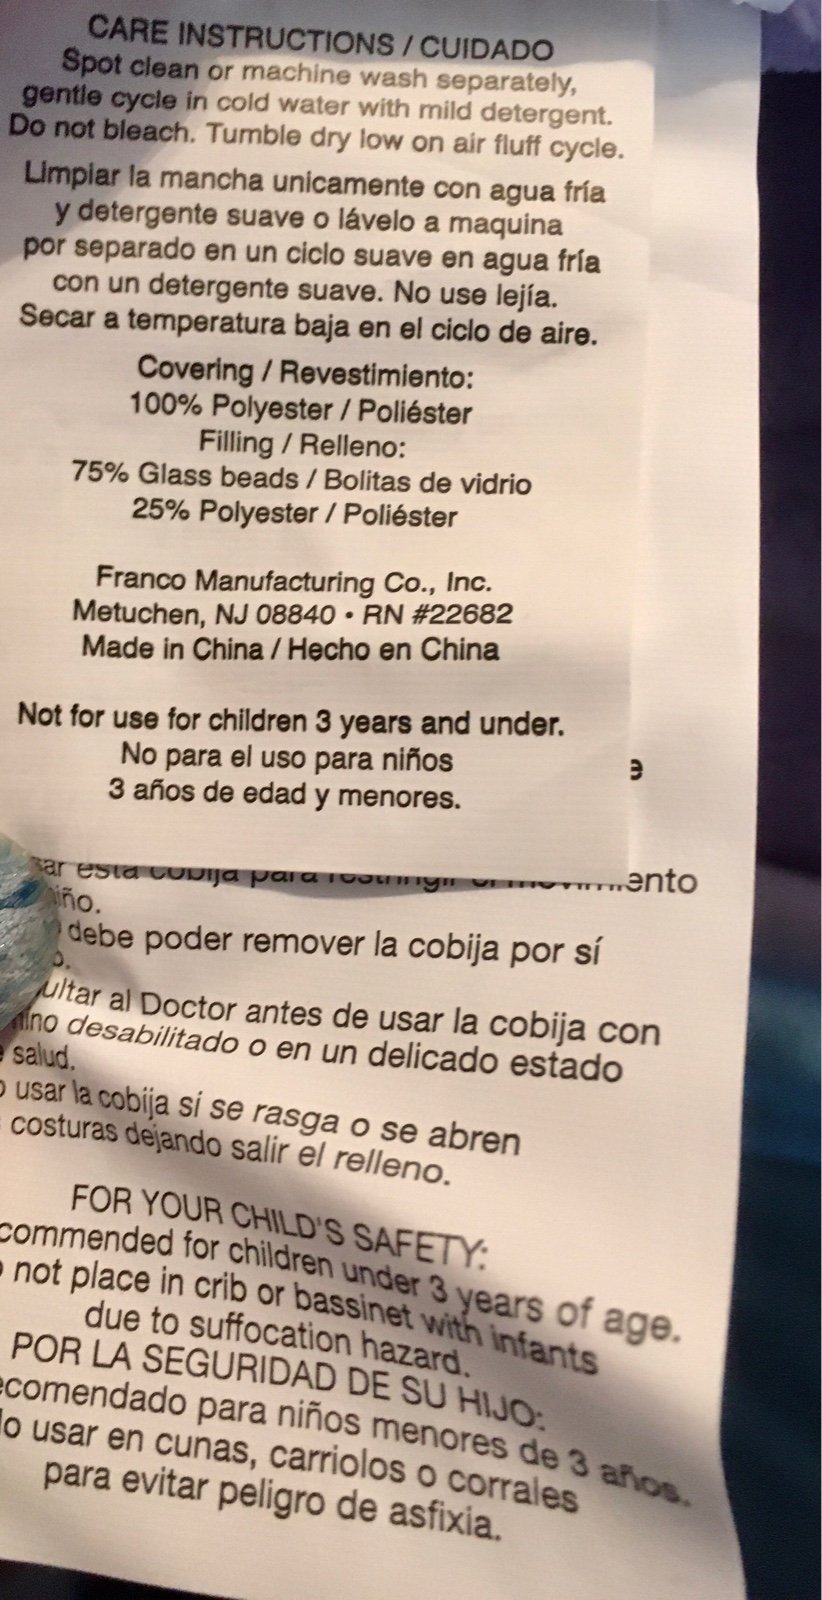 CARE INSTRUCTIONS / CUIDADO
Spot clean or machine wash separately,
gentle cycle in cold water with mild detergent.
Do not bleach. Tumble dry low on air fluff cycle.
Limpiar la mancha unicamente con agua fría
y detergente suave o lávelo a maquina
por separado en un ciclo suave en agua fría
con un detergente suave. No use lejía.
Secar a temperatura baja en el ciclo de aire.
Covering / Revestimiento:
100% Polyester / Poliéster
Filling / Relleno:
75% Glass beads / Bolitas de vidrio
25% Polyester / Poliéster
Franco Manufacturing Co., Inc.
Metuchen, NJ 08840 • RN #22682
Made in China / Hecho en China
Not for use for children 3 years and under.
No para el uso para niños
3 años de edad y menores.
esta cobija para restringir el
debe poder remover la cobija por sí
al Doctor antes de usar la cobija con
desabilitado o en un delicado estado
salud.
usar la cobija si se rasga o se abren
costuras dejando salir el relleno.
FOR YOUR CHILD'S SAFETY:
for children under 3 years of age.
not place in crib or bassinet with infants
due to suffocation hazard.
POR LA SEGURIDAD DE SU HIJO:
para niños menores de 3 años.
usar en cunas, carriolos o corrales
para evitar peligro de asfixia.